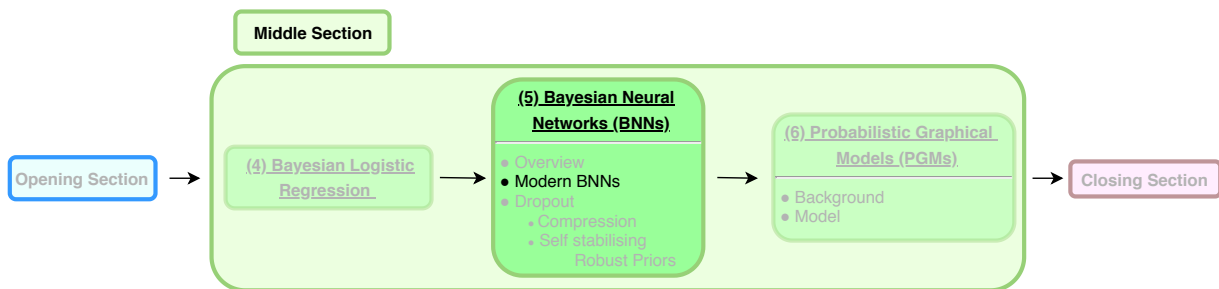 Middle Section
Opening Section
(4) Bayesian Logistic
Regression
(5) Bayesian Neural
Networks (BNNs)
● Overview
● Modern BNNs
● Dropout
● Compression
● Self stabilising
Robust Priors
(6) Probabilistic Graphical
Models (PGMs)
● Background
● Model
Closing Section